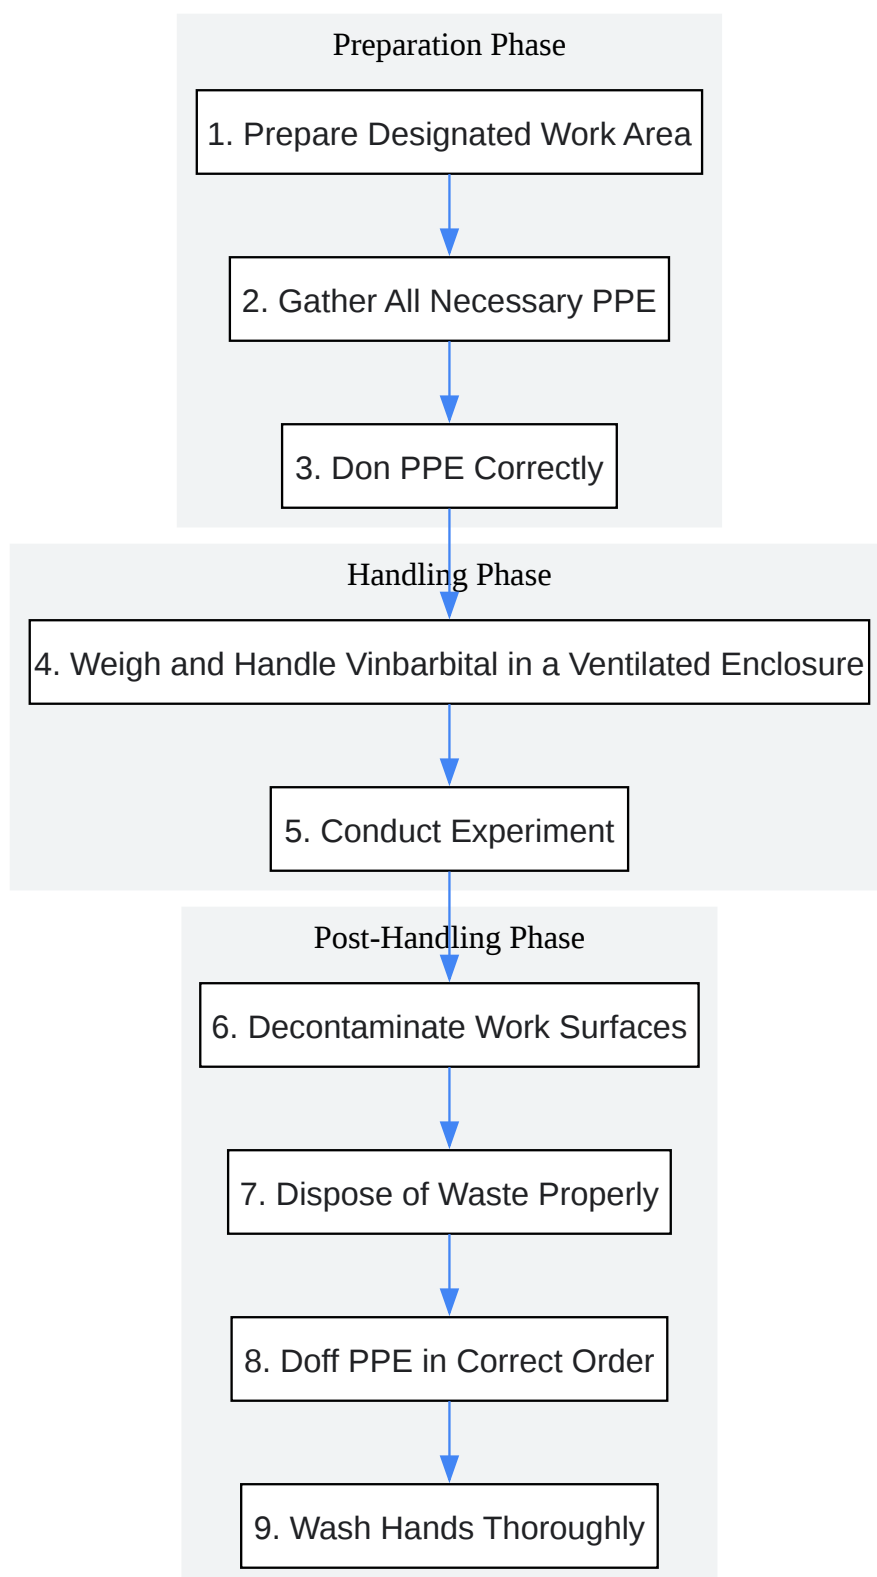 Preparation Phase
1. Prepare Designated Work Area
2. Gather All Necessary PPE
3. Don PPE Correctly
Handling Phase
4. Weigh and Handle Vinbarbital in a Ventilated Enclosure
5. Conduct Experiment
Post-Handling Phase
6. Decontaminate Work Surfaces
7. Dispose of Waste Properly
8. Doff PPE in Correct Order
9. Wash Hands Thoroughly